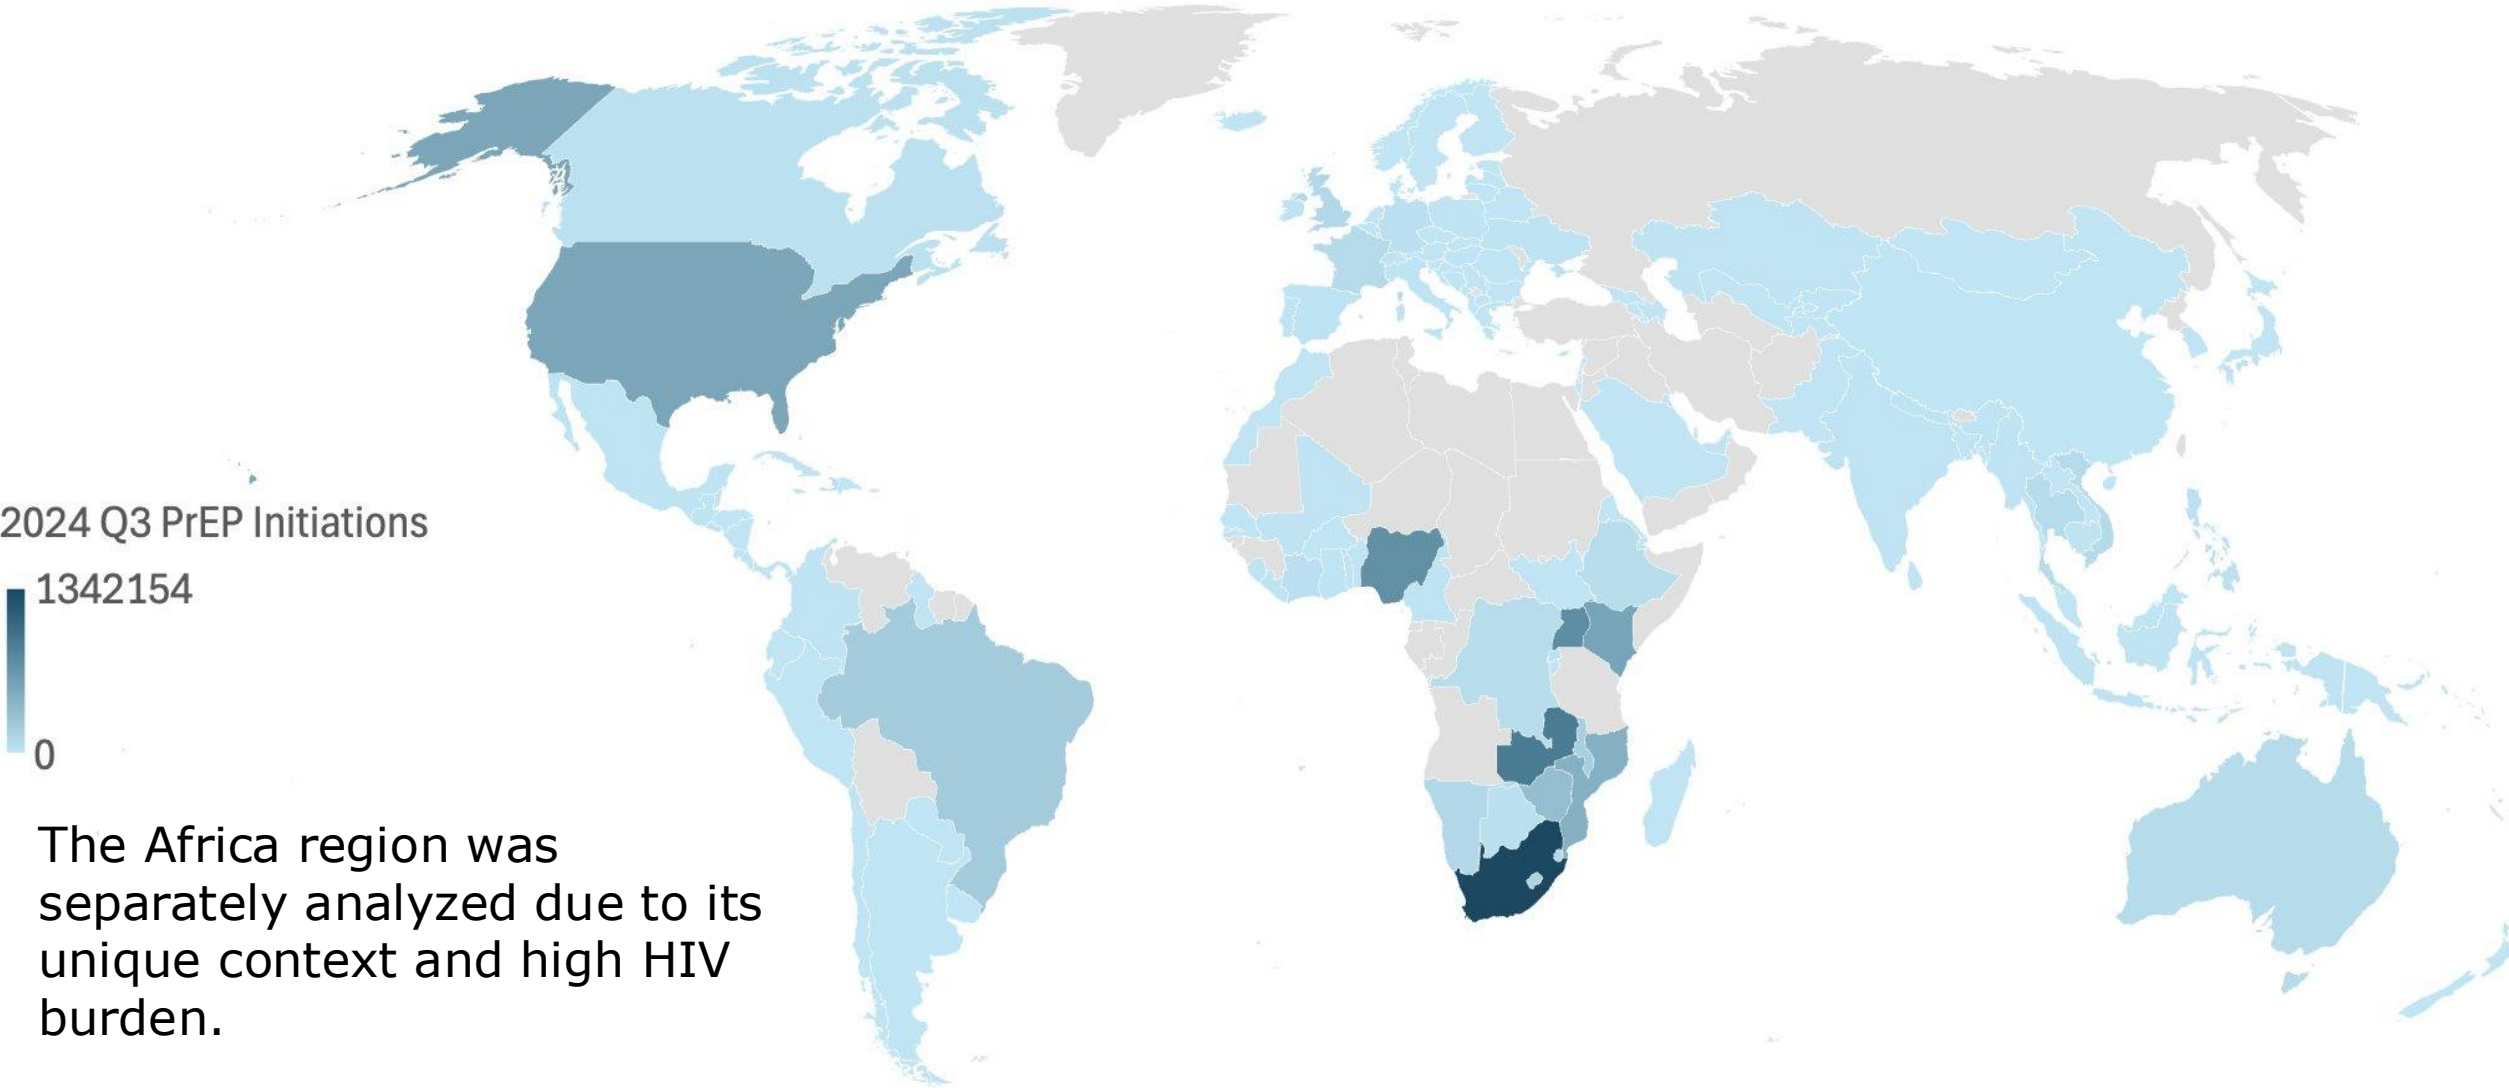 2024 Q3 PrEP Initiations
1342154
0
The Africa region was
separately analyzed due to its
unique context and high HIV
burden.